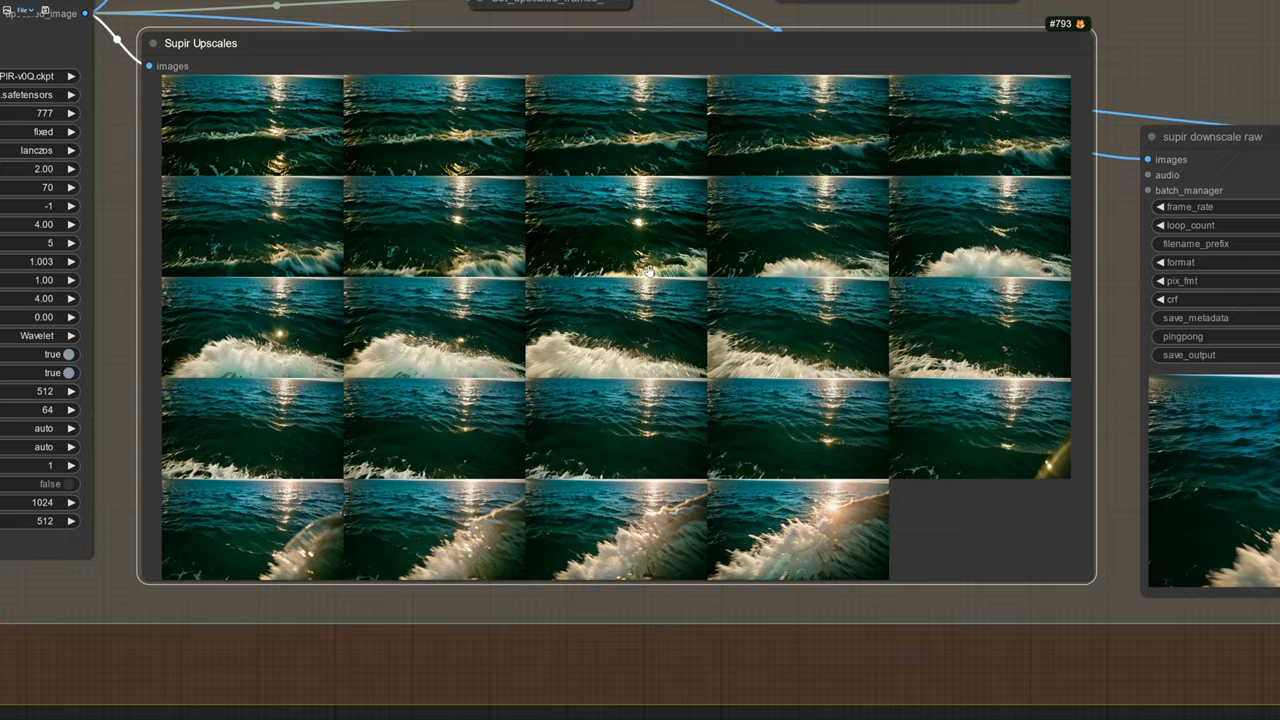 File
#793
Supir Upscales
images
PIR-v0Q.ckpt
.safetensors
777
fixed
lanczos
2.00
70
-1
4.00
5
1.003
1.00
4.00
0.00
Wavelet
true
true
512
64
auto
auto
1
false
1024
512
supir downscale raw
images
audio
batch_manager
frame_rate
loop_count
filename_prefix
format
pix_fmt
crf
save_metadata
pingpong
save_output